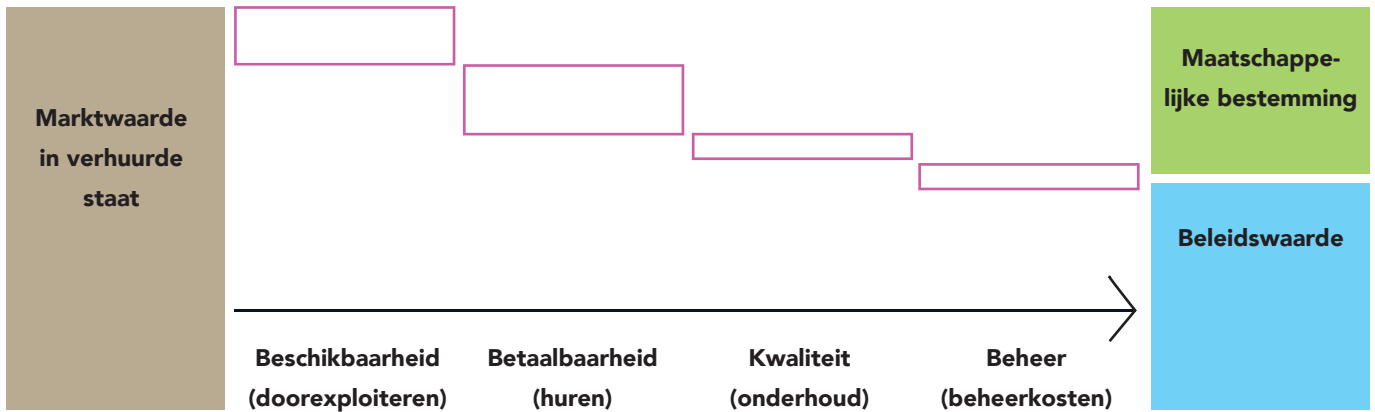 Marktwaarde
in verhuurde
staat
Beschikbaarheid
(doorexploiteren)
Betaalbaarheid
(huren)
Kwaliteit
(onderhoud)
Beheer
(beheerkosten)
Maatschappe-
lijke bestemming
Beleidswaarde